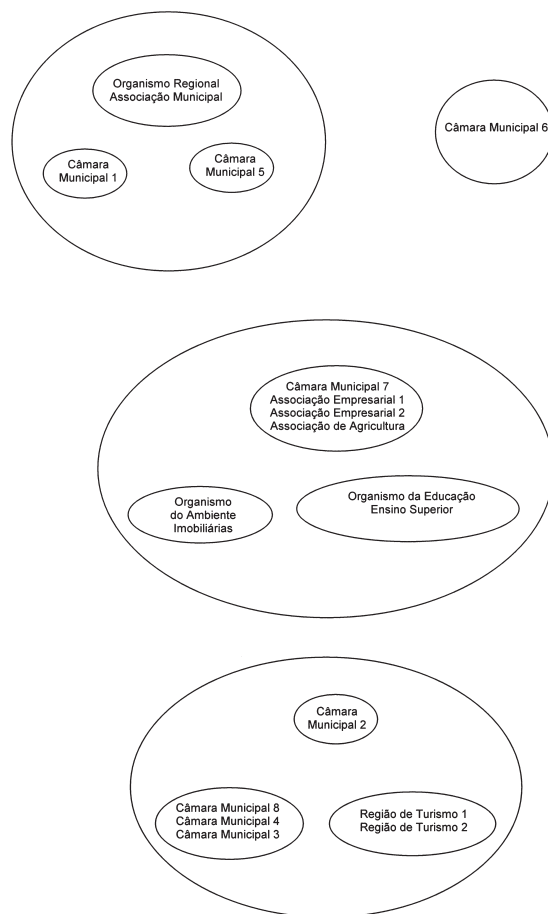 Organismo Regional
Associação Municipal
Câmara
Municipal 1
Câmara
Municipal 5
Câmara Municipal 6
Câmara Municipal 7
Associação Empresarial 1
Associação Empresarial 2
Associação de Agricultura
Organismo
do Ambiente
Imobiliárias
Organismo da Educação
Ensino Superior
Câmara
Municipal 2
Câmara Municipal 8
Câmara Municipal 4
Câmara Municipal 3
Região de Turismo 1
Região de Turismo 2